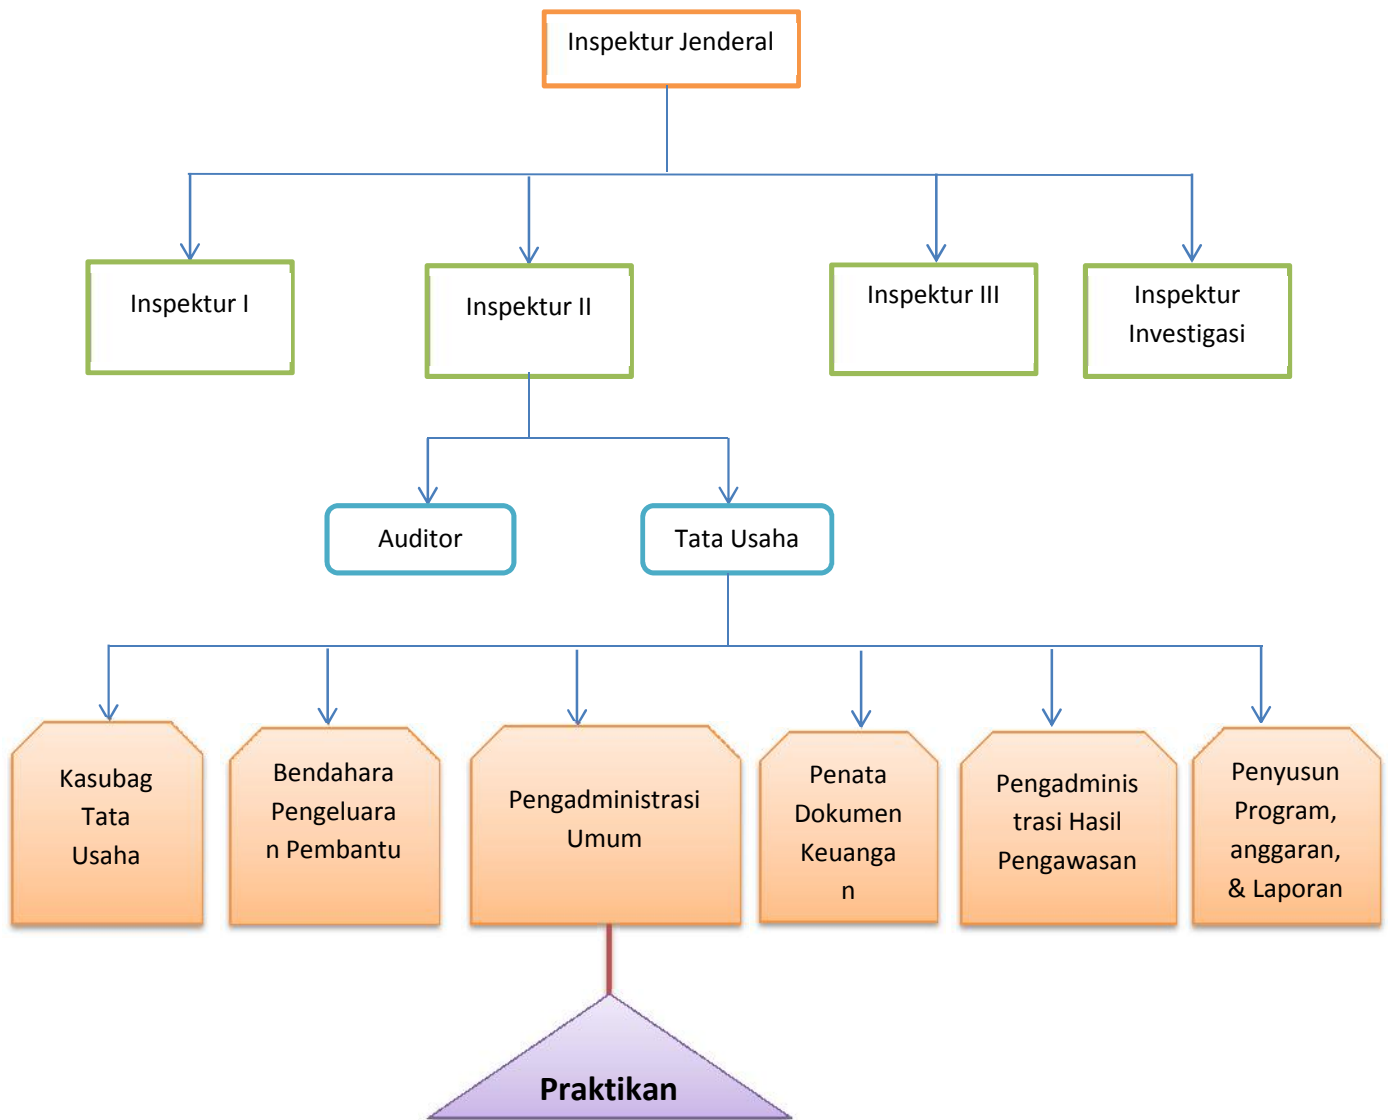 Inspektur Jenderal
Inspektur I
Inspektur II
Inspektur III
Inspektur
Investigasi
Auditor
Tata Usaha
Kasubag
Tata
Usaha
Bendahara
Pengeluara
n Pembantu
Pengadministrasi
Umum
Penata
Dokumen
Keuanga
n
Pengadminis
trasi Hasil
Pengawasan
Penyusun
Program,
anggaran,
& Laporan
Praktikan